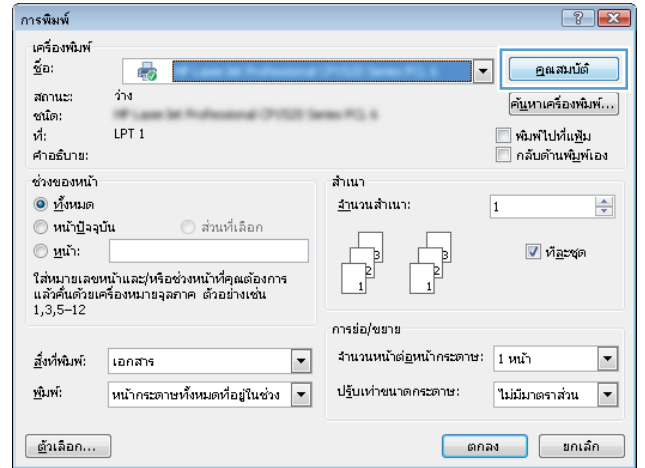 การพิมพ์
เครื่องพิมพ์
ชื่อ:
คุณสมบัติ
สถานะ: ว่าง
ชนิด:
ค้นหาเครื่องพิมพ์...
ที่: LPT 1
พิมพ์ไปที่แฟ้ม
คำอธิบาย:
กลับด้านพิมพ์เอง
ช่วงของหน้า
ทั้งหมด
หน้าปัจจุบัน ส่วนที่เลือก
หน้า:
ใส่หมายเลขหน้าและ/หรือช่วงหน้าที่คุณต้องการ
แล้วคั่นด้วยเครื่องหมายจุลภาค ตัวอย่างเช่น
1,3,5–12
สำเนา
จำนวนสำเนา: 1
3 3
2 2
1 1
ทีละชุด
สิ่งที่พิมพ์: เอกสาร
พิมพ์: หน้ากระดาษทั้งหมดที่อยู่ในช่วง
การย่อ/ขยาย
จำนวนหน้าต่อหน้ากระดาษ: 1 หน้า
ปรับเท่าขนาดกระดาษ: ไม่มีมาตราส่วน
ตัวเลือก...
ตกลง
ยกเลิก